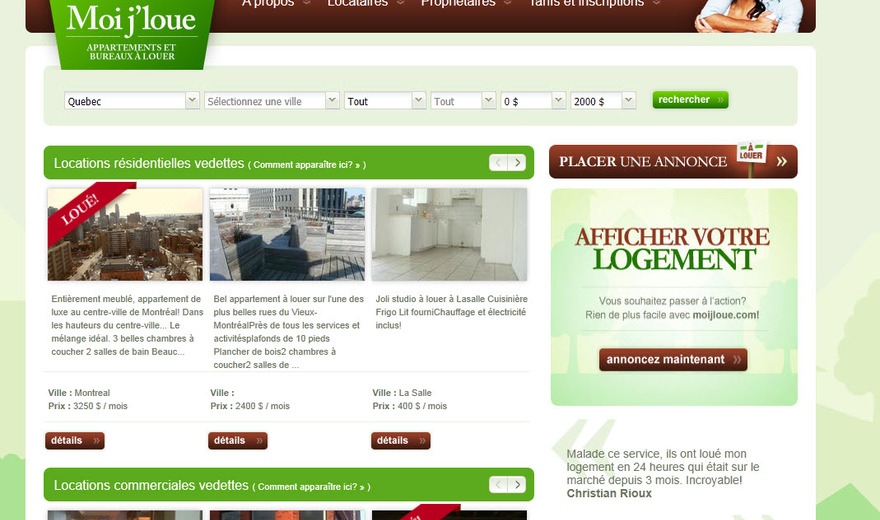 A propos Locataires Propriétaires Tarifs et inscriptions
Moi j'loue
APPARTEMENTS ET
BUREAUX À LOUER
Quebec Sélectionnez une ville Tout Tout 0 $ 2000 $ rechercher »
Locations résidentielles vedettes ( Comment apparaître ici? » )
PLACER UNE ANNONCE »
À
LOUER
LOUÉ!
AFFICHER VOTRE
LOGEMENT
Vous souhaitez passer à l'action?
Rien de plus facile avec moijloue.com!
annoncez maintenant »
Entièrement meublé, appartement de
luxe au centre-ville de Montréal! Dans
les hauteurs du centre-ville... Le
mélange idéal. 3 belles chambres à
coucher 2 salles de bain Beauc...
Ville : Montreal
Prix : 3250 $ / mois
détails »
Bel appartement à louer sur l'une des
plus belles rues du Vieux-
MontréalPrès de tous les services et
activitésplafonds de 10 pieds
Plancher de bois2 chambres à
coucher2 salles de ...
Ville :
Prix : 2400 $ / mois
détails »
Joli studio à louer à Lasalle Cuisinière
Frigo Lit fourniChauffage et électricité
inclus!
Ville : La Salle
Prix : 400 $ / mois
détails »
Malade ce service, ils ont loué mon
logement en 24 heures qui était sur le
marché depuis 3 mois. Incroyable!
Christian Rioux
Locations commerciales vedettes ( Comment apparaître ici? » )